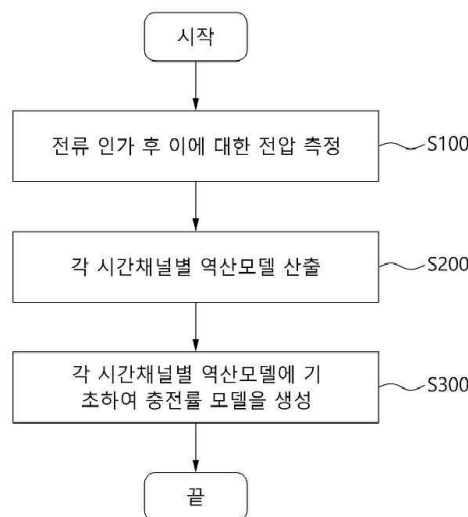 시작
전류 인가 후 이에 대한 전압 측정
S100
각 시간채널별 역산모델 산출
S200
각 시간채널별 역산모델에 기
초하여 충전률 모델을 생성
S300
끝